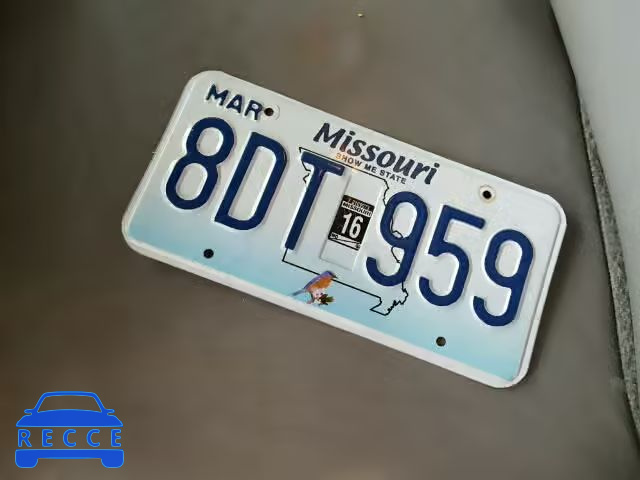 MAR
Missouri
SHOW ME STATE
8DT 959
16
RECCE